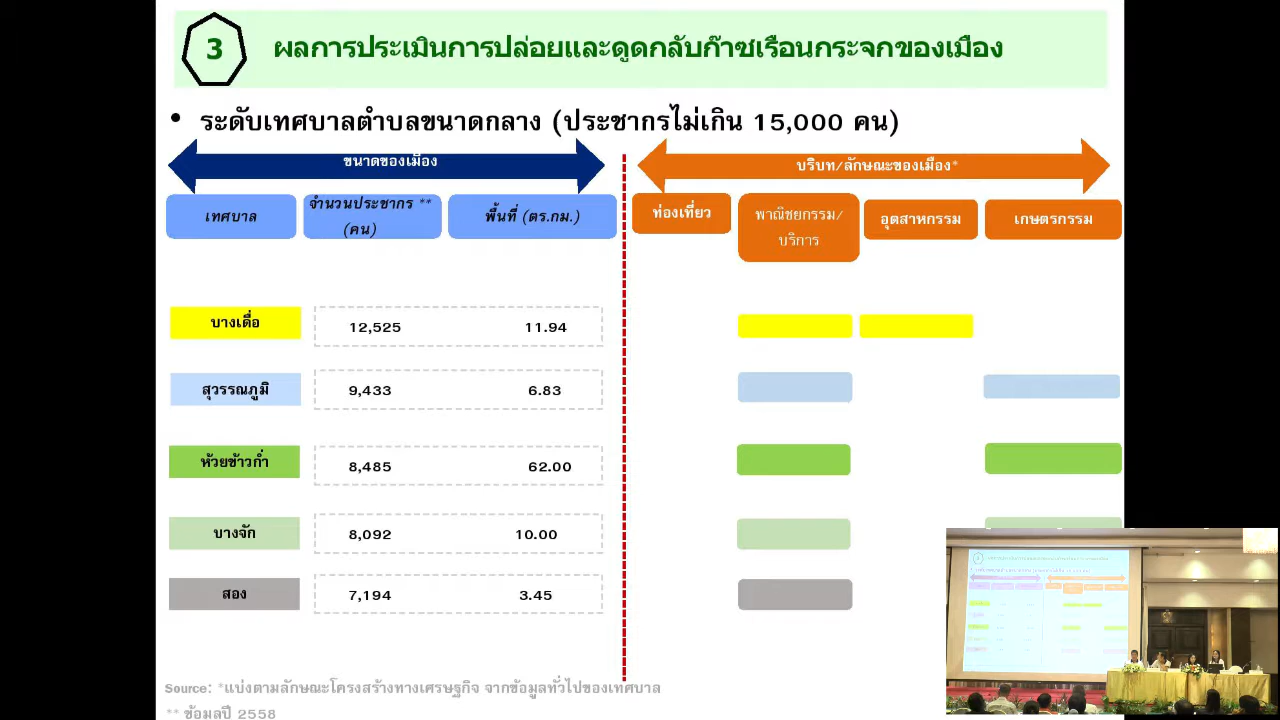 3
ผลการประเมินการปล่อยและดูดกลับก๊าซเรือนกระจกของเมือง
• ระดับเทศบาลตำบลขนาดกลาง (ประชากรไม่เกิน 15,000 คน)
ขนาดของเมือง
บริบท/ลักษณะของเมือง*
เทศบาล
จำนวนประชากร **
(คน)
พื้นที่ (ตร.กม.)
ท่องเที่ยว
พาณิชยกรรม/
บริการ
อุตสาหกรรม
เกษตรกรรม
บางเดื่อ 12,525 11.94
สุวรรณภูมิ 9,433 6.83
ห้วยข้าวก่ำ 8,485 62.00
บางจัก 8,092 10.00
สอง 7,194 3.45
Source: *แบ่งตามลักษณะโครงสร้างทางเศรษฐกิจ จากข้อมูลทั่วไปของเทศบาล
** ข้อมูลปี 2558